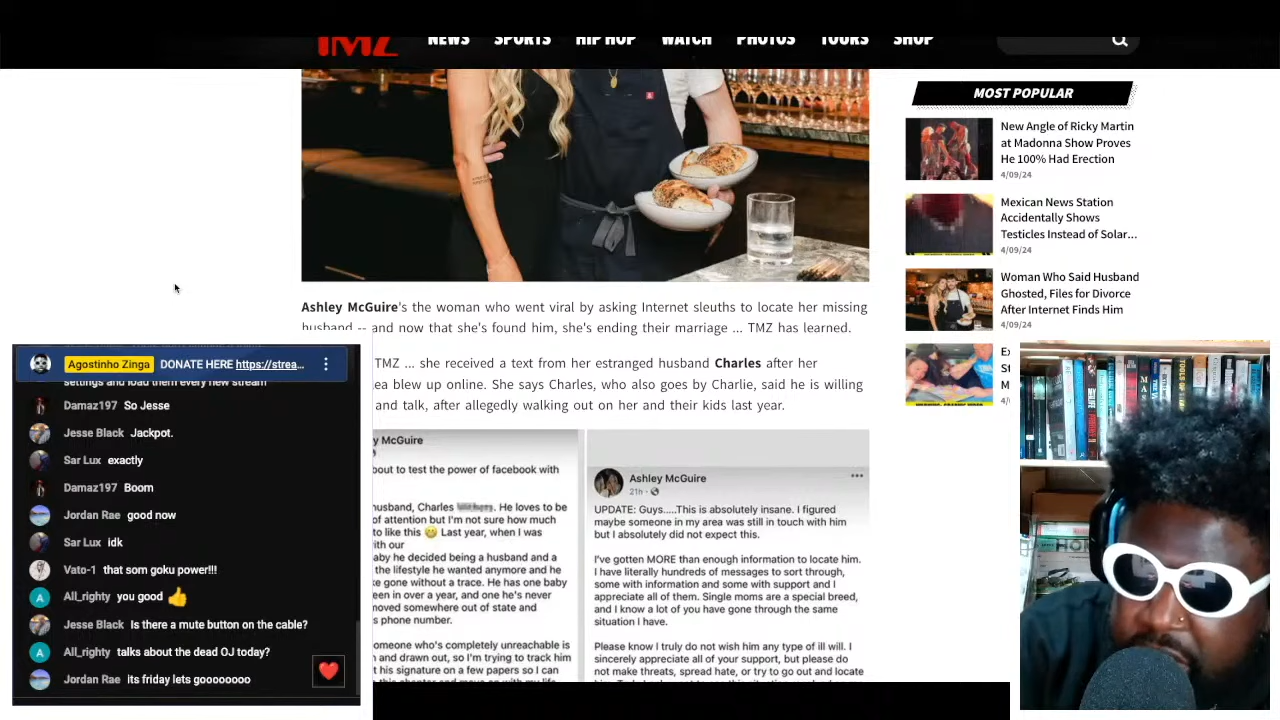 TMZ NEWS SPORTS HIP HOP WATCH PHOTOS TOURS SHOP
MOST POPULAR
New Angle of Ricky Martin
at Madonna Show Proves
He 100% Had Erection
4/09/24
Mexican News Station
Accidentally Shows
Testicles Instead of Solar...
4/09/24
Woman Who Said Husband
Ghosted, Files for Divorce
After Internet Finds Him
4/09/24
Ashley McGuire's the woman who went viral by asking Internet sleuths to locate her missing
husband -- and now that she's found him, she's ending their marriage ... TMZ has learned.
TMZ ... she received a text from her estranged husband Charles after her
ea blew up online. She says Charles, who also goes by Charlie, said he is willing
and talk, after allegedly walking out on her and their kids last year.
y McGuire
bout to test the power of facebook with
usband, Charles
He loves to be
of attention but I'm not sure how much
to like this 😁 Last year, when I was
ith our
aby he decided being a husband and a
the lifestyle he wanted anymore and he
e gone without a trace. He has one baby
een in over a year, and one he's never
moved somewhere out of state and
s phone number.
omeone who's completely unreachable is
n and drawn out, so I'm trying to track him
t his signature on a few papers so I can
Ashley McGuire
21h
UPDATE: Guys.....This is absolutely insane. I figured
maybe someone in my area was still in touch with him
but I absolutely did not expect this.
I've gotten MORE than enough information to locate him.
I have literally hundreds of messages to sort through,
some with information and some with support and I
appreciate all of them. Single moms are a special breed,
and I know a lot of you have gone through the same
situation I have.
Please know I truly do not wish him any type of ill will. I
sincerely appreciate all of your support, but please do
not make threats, spread hate, or try to go out and locate
Agostinho Zinga DONATE HERE https://strea...
settings and load them every new stream
Damaz197 So Jesse
Jesse Black Jackpot.
Sar Lux exactly
Damaz197 Boom
Jordan Rae good now
Sar Lux idk
Vato-1 that som goku power!!!
A All_righty you good 👍
Jesse Black Is there a mute button on the cable?
A All_righty talks about the dead OJ today?
Jordan Rae its friday lets goooooooo